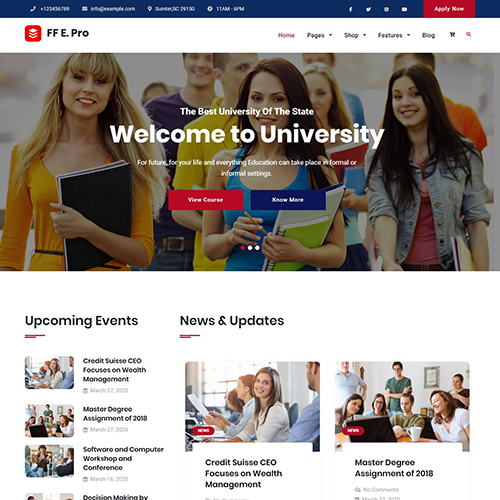 +123456789 info@example.com Sumter,SC 29150 11AM - 6PM Apply Now
FF E. Pro Home Pages Shop Features Blog
The Best University Of The State
Welcome to University
For future, for your life and everything Education can take place in formal or
informal settings.
View Course Know More
Upcoming Events
Credit Suisse CEO
Focuses on Wealth
Management
March 27, 2020
Master Degree
Assignment of 2018
March 27, 2020
Software and Computer
Workshop and
Conference
March 16, 2020
Decision Making by
News & Updates
NEWS
Credit Suisse CEO
Focuses on Wealth
Management
No Comments
NEWS
Master Degree
Assignment of 2018
No Comments
March 27, 2020